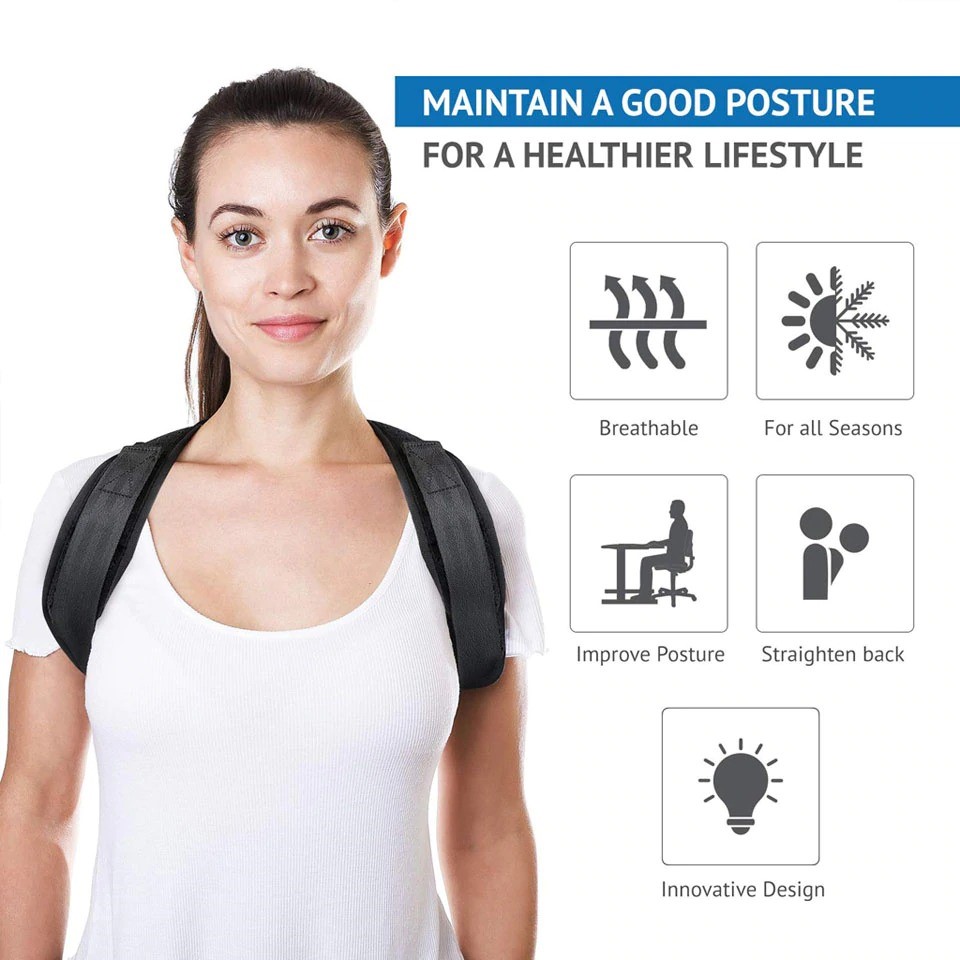 MAINTAIN A GOOD POSTURE
FOR A HEALTHIER LIFESTYLE
Breathable
For all Seasons
Improve Posture
Straighten back
Innovative Design